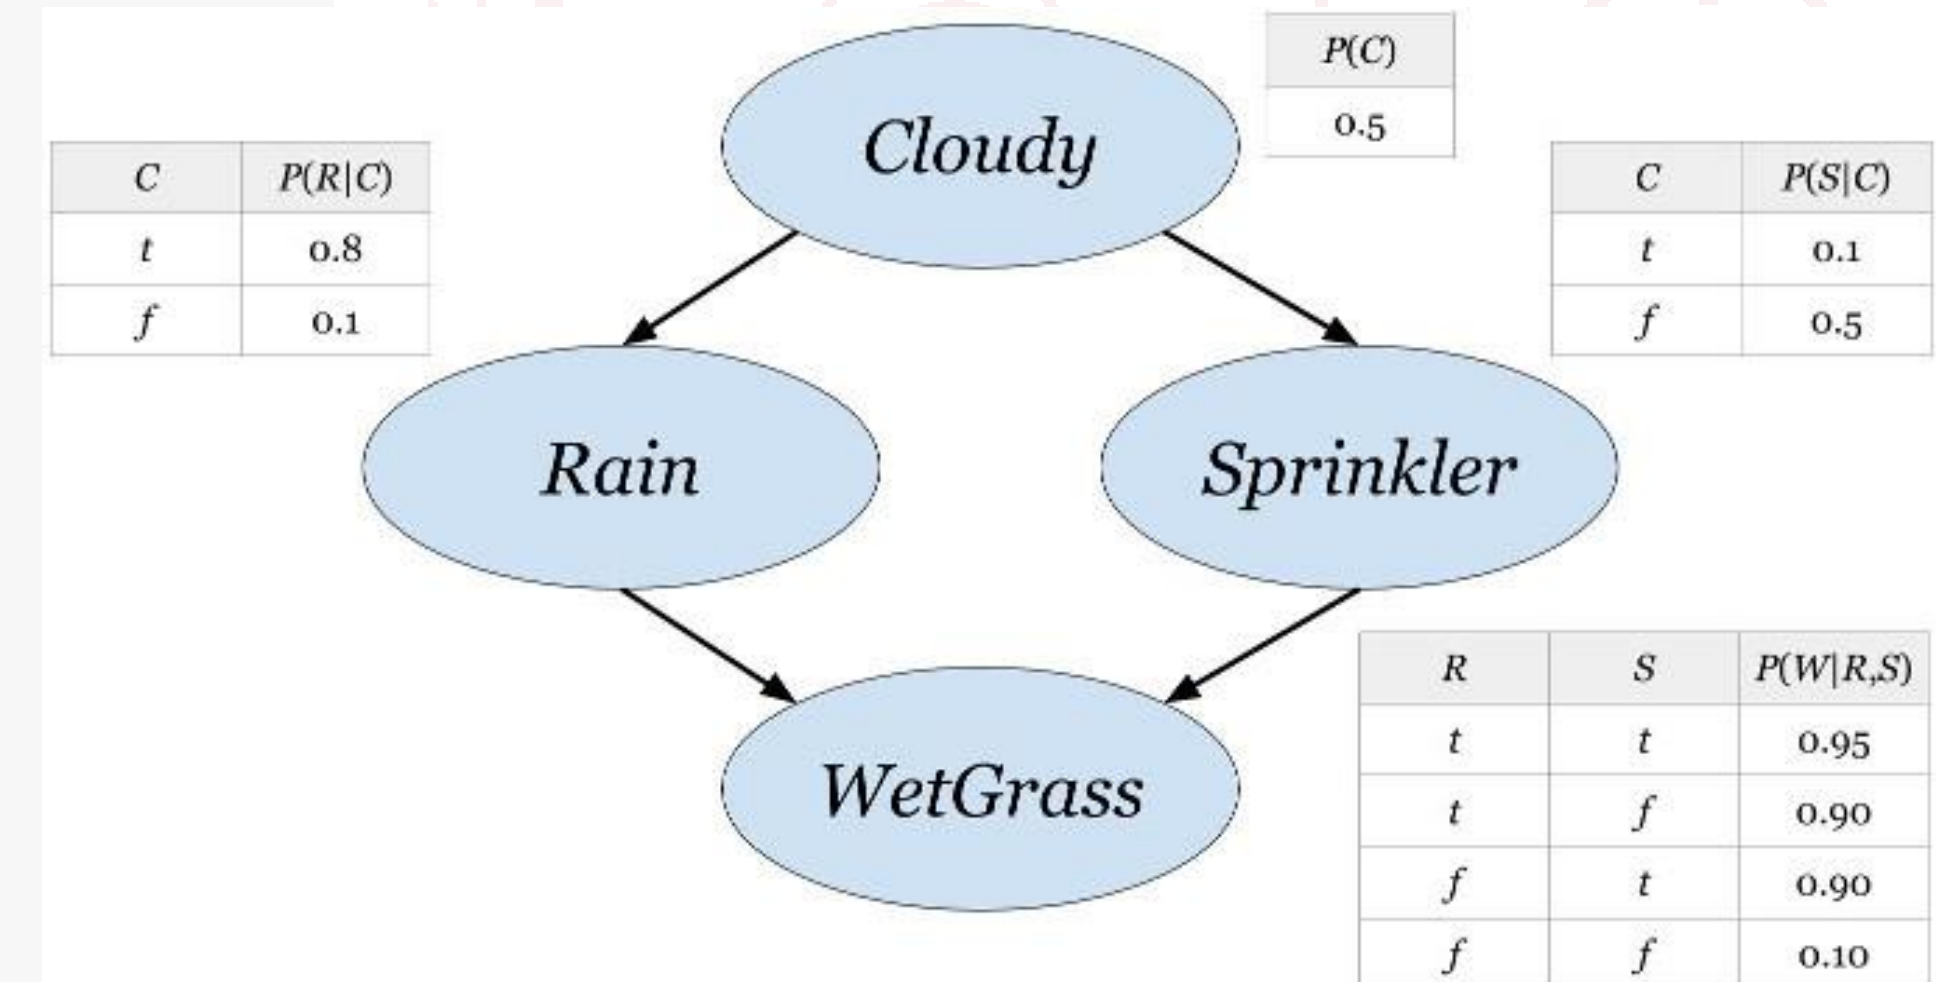 P(C)
0.5
Cloudy
C P(R|C)
t 0.8
f 0.1
C P(S|C)
t 0.1
f 0.5
Rain
Sprinkler
WetGrass
R S P(W|R,S)
t t 0.95
t f 0.90
f t 0.90
f f 0.10